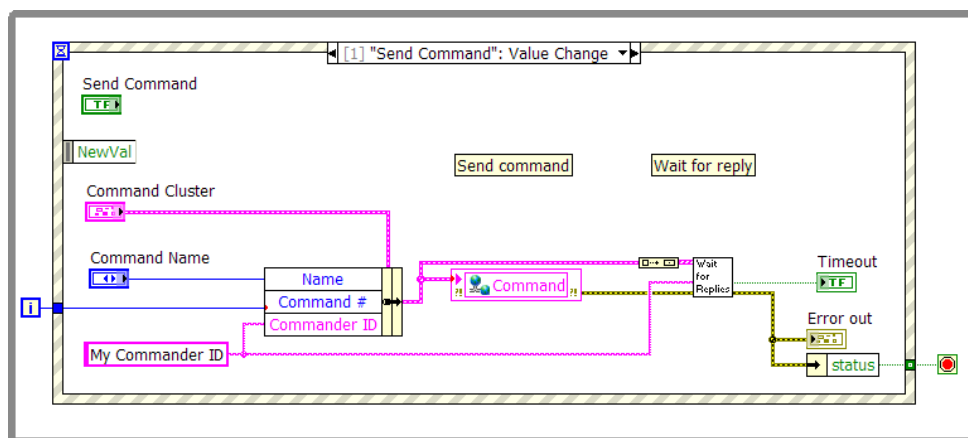 [1] "Send Command": Value Change
Send Command
TF
NewVal
Send command
Wait for reply
Command Cluster
Command Name
Name
Command #
Commander ID
Command
Wait
for
Replies
Timeout
TF
Error out
status
i
My Commander ID